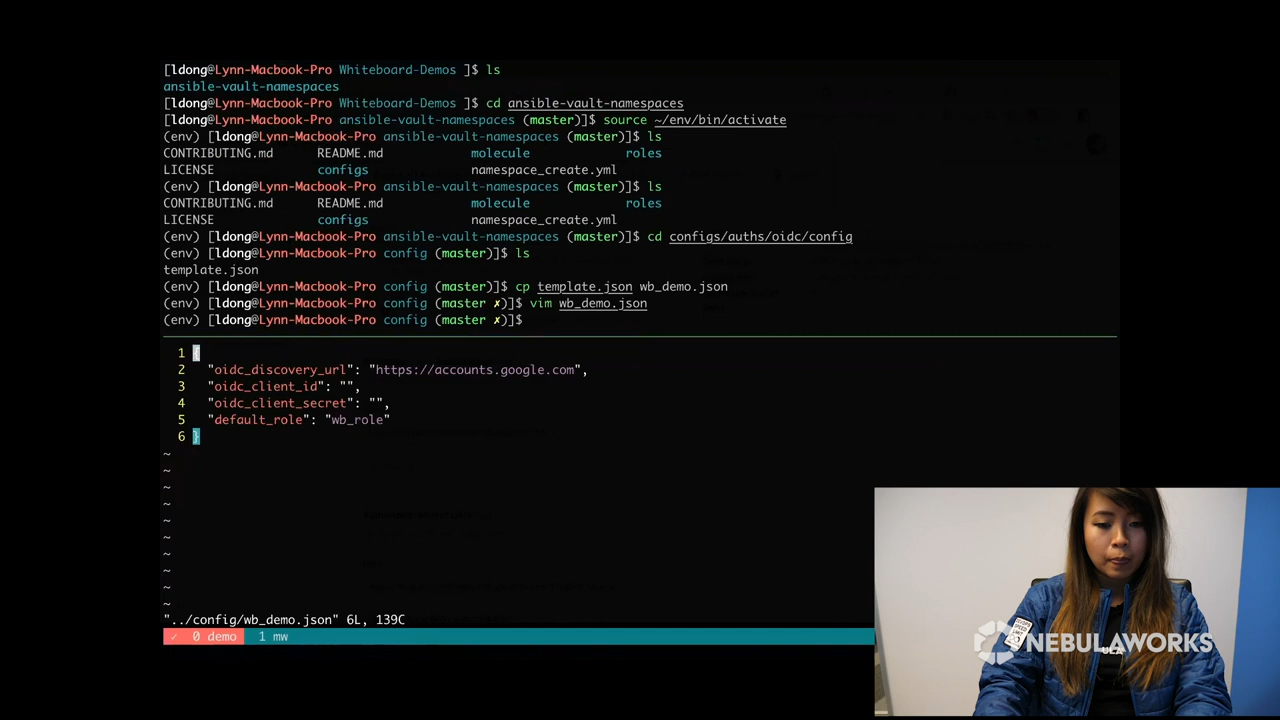 [ldong@Lynn-Macbook-Pro Whiteboard-Demos ]$ ls
ansible-vault-namespaces
[ldong@Lynn-Macbook-Pro Whiteboard-Demos ]$ cd ansible-vault-namespaces
[ldong@Lynn-Macbook-Pro ansible-vault-namespaces (master)]$ source ~/env/bin/activate
(env) [ldong@Lynn-Macbook-Pro ansible-vault-namespaces (master)]$ ls
CONTRIBUTING.md README.md molecule roles
LICENSE configs namespace_create.yml
(env) [ldong@Lynn-Macbook-Pro ansible-vault-namespaces (master)]$ ls
CONTRIBUTING.md README.md molecule roles
LICENSE configs namespace_create.yml
(env) [ldong@Lynn-Macbook-Pro ansible-vault-namespaces (master)]$ cd configs/auths/oidc/config
(env) [ldong@Lynn-Macbook-Pro config (master)]$ ls
template.json
(env) [ldong@Lynn-Macbook-Pro config (master)]$ cp template.json wb_demo.json
(env) [ldong@Lynn-Macbook-Pro config (master ✗)]$ vim wb_demo.json
(env) [ldong@Lynn-Macbook-Pro config (master ✗)]$
1 {
2 "oidc_discovery_url": "https://accounts.google.com",
3 "oidc_client_id": "",
4 "oidc_client_secret": "",
5 "default_role": "wb_role"
6 }
~
~
~
~
~
~
~
~
~
~
"../config/wb_demo.json" 6L, 139C
✓ 0 demo 1 mw
NEBULAWORKS